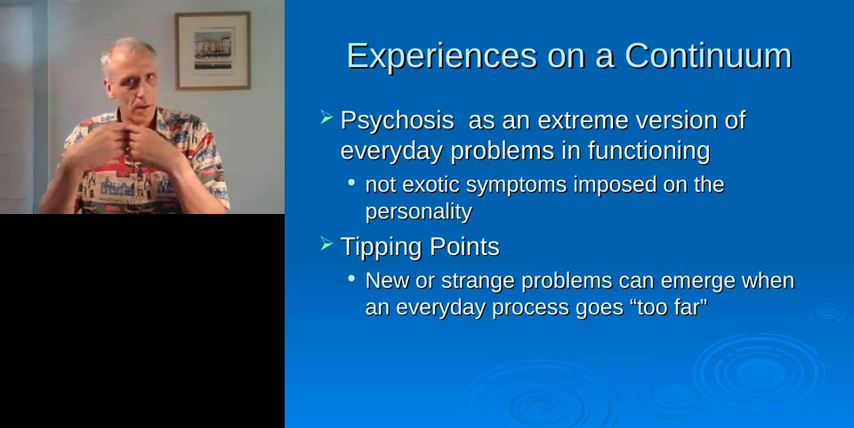 Experiences on a Continuum
Psychosis as an extreme version of
everyday problems in functioning
not exotic symptoms imposed on the
personality
Tipping Points
New or strange problems can emerge when
an everyday process goes “too far”